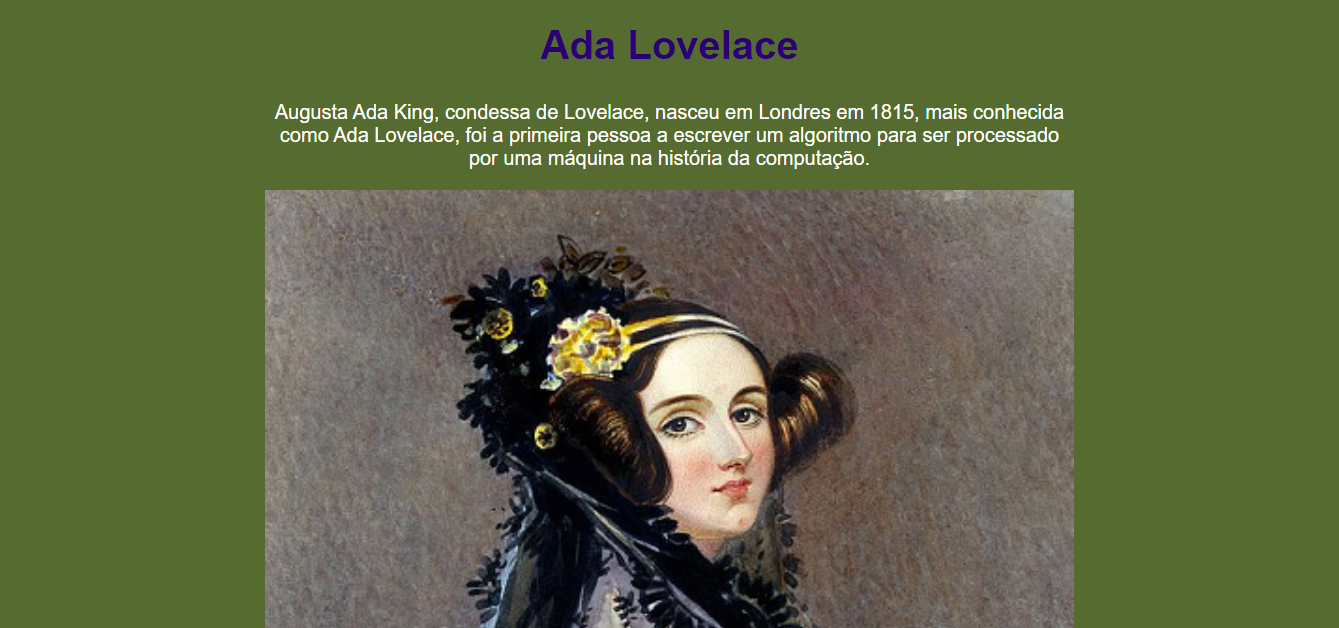 Ada Lovelace
Augusta Ada King, condessa de Lovelace, nasceu em Londres em 1815, mais conhecida
como Ada Lovelace, foi a primeira pessoa a escrever um algoritmo para ser processado
por uma máquina na história da computação.